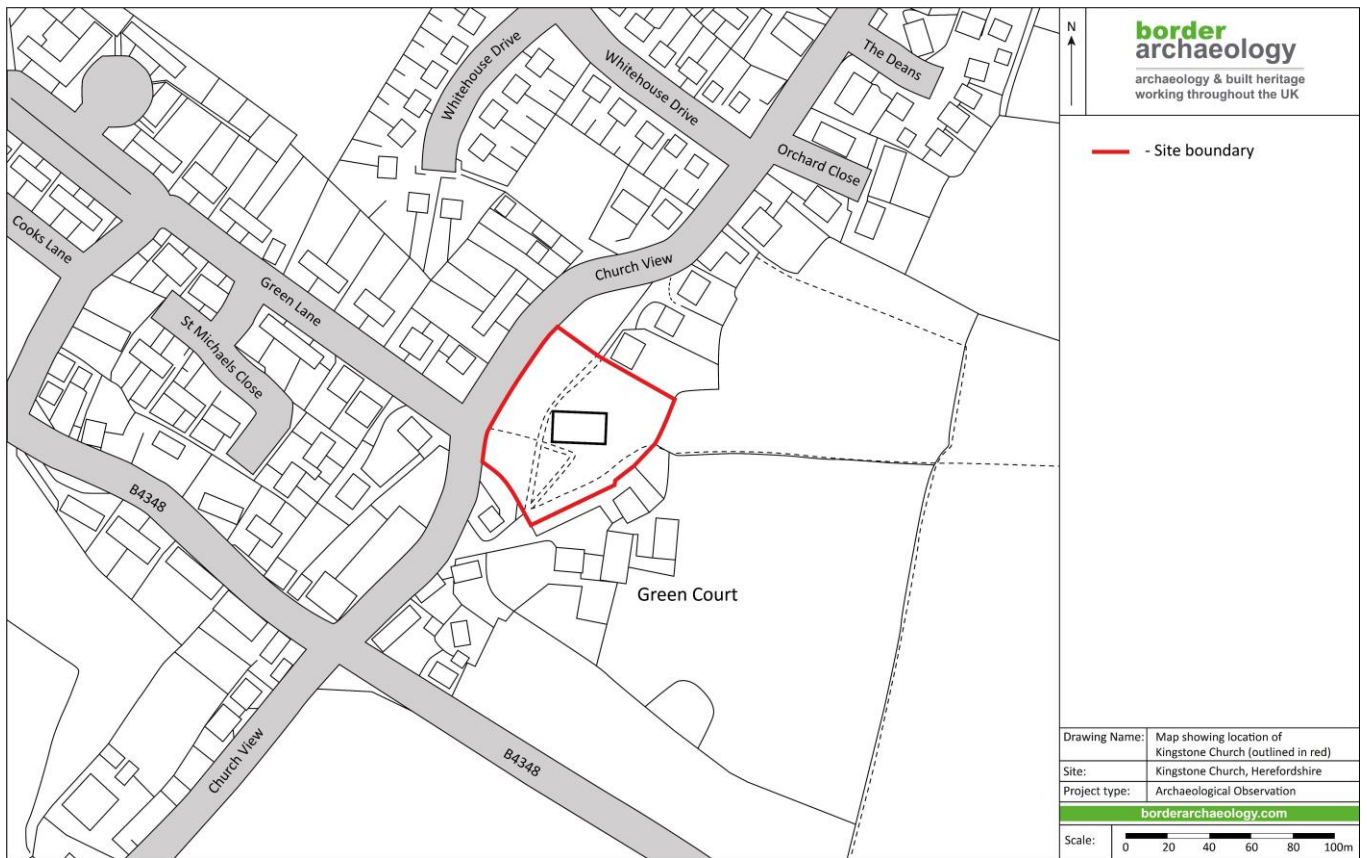 Whitehouse Drive
Whitehouse Drive
The Deans
Orchard Close
Church View
Cooks Lane
Green Lane
St Michaels Close
B4348
Green Court
Church View
B4348
N
border
archaeology
archaeology & built heritage
working throughout the UK
- Site boundary
Drawing Name: Map showing location of
Kingstone Church (outlined in red)
Site: Kingstone Church, Herefordshire
Project type: Archaeological Observation
borderarchaeology.com
Scale: 0 20 40 60 80 100m